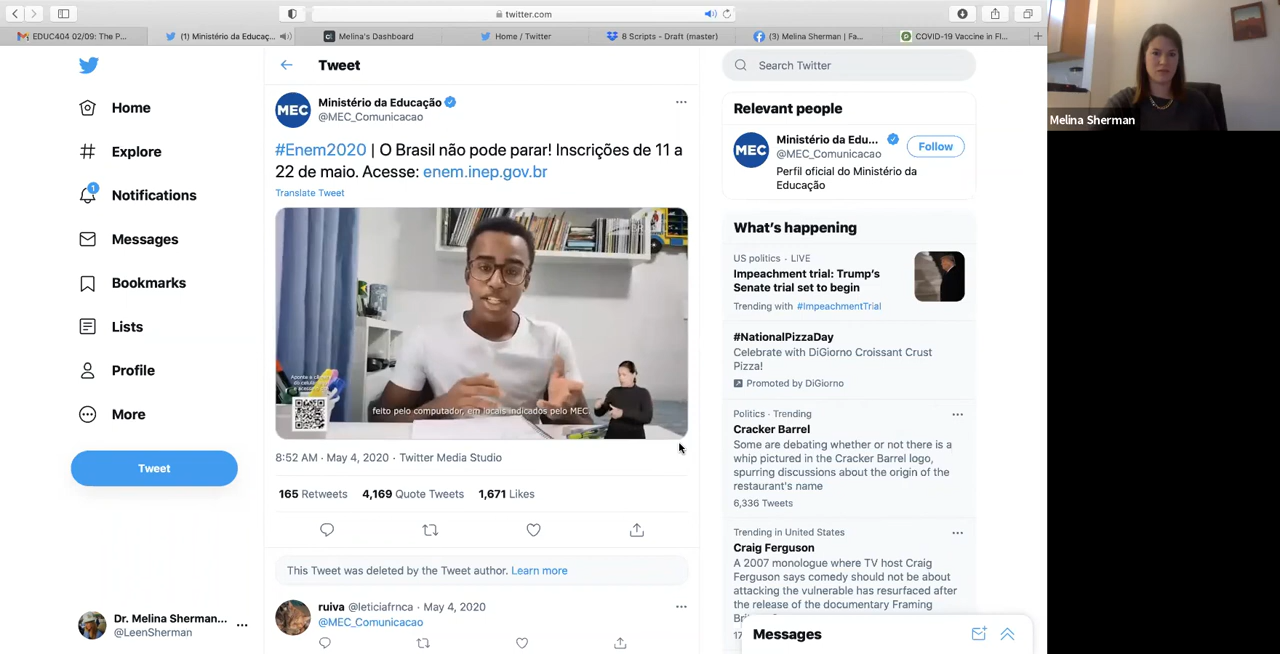 twitter.com
EDUC404 02/09: The P...
(1) Ministério da Educaç...
Melina's Dashboard
Home / Twitter
8 Scripts - Draft (master)
(3) Melina Sherman | Fa...
COVID-19 Vaccine in Fl...
Home
Explore
1
Notifications
Messages
Bookmarks
Lists
Profile
More
Tweet
Dr. Melina Sherman...
@LeenSherman
Tweet
MEC
Ministério da Educação
@MEC_Comunicacao
#Enem2020 | O Brasil não pode parar! Inscrições de 11 a
22 de maio. Acesse: enem.inep.gov.br
Translate Tweet
feito pelo computador, em locais indicados pelo MEC.
8:52 AM · May 4, 2020 · Twitter Media Studio
165 Retweets 4,169 Quote Tweets 1,671 Likes
This Tweet was deleted by the Tweet author. Learn more
ruiva @leticiafrnca · May 4, 2020
@MEC_Comunicacao
Search Twitter
Relevant people
MEC
Ministério da Edu...
@MEC_Comunicacao
Follow
Perfil oficial do Ministério da
Educação
What's happening
US politics · LIVE
Impeachment trial: Trump's
Senate trial set to begin
Trending with #ImpeachmentTrial
#NationalPizzaDay
Celebrate with DiGiorno Croissant Crust
Pizza!
Promoted by DiGiorno
Politics · Trending
Cracker Barrel
Some are debating whether or not there is a
whip pictured in the Cracker Barrel logo,
spurring discussions about the origin of the
restaurant's name
6,336 Tweets
Trending in United States
Craig Ferguson
A 2007 monologue where TV host Craig
Ferguson says comedy should not be about
attacking the vulnerable has resurfaced after
the release of the documentary Framing
Messages
Melina Sherman